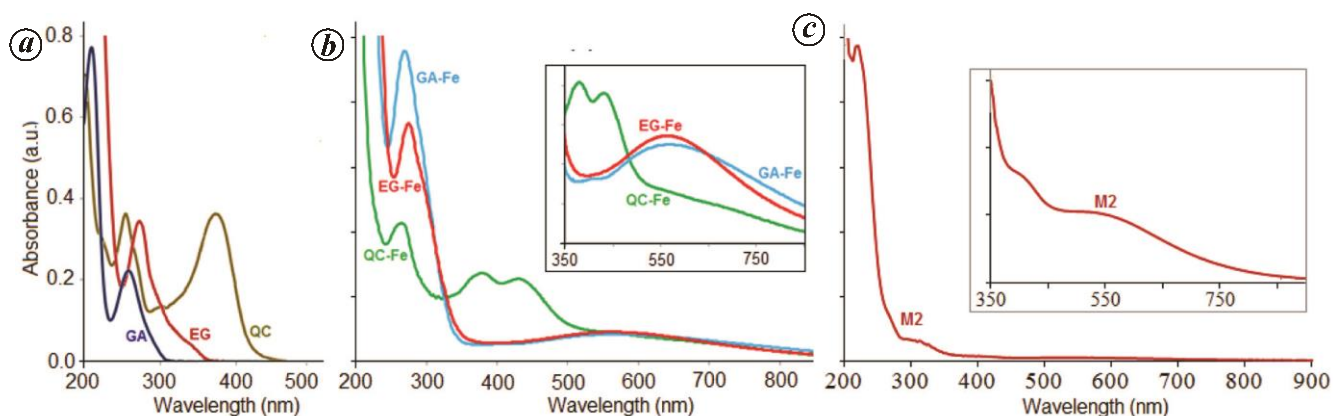 a
0.8
0.6
0.4
0.2
0.0
Absorbance (a.u.)
GA
EG
QC
200 300 400 500
Wavelength (nm)
b
GA-Fe
EG-Fe
QC-Fe
200 300 400 500 600 700 800
Wavelength (nm)
EG-Fe
GA-Fe
QC-Fe
350 550 750
c
M2
200 300 400 500 600 700 800 900
Wavelength (nm)
M2
350 550 750